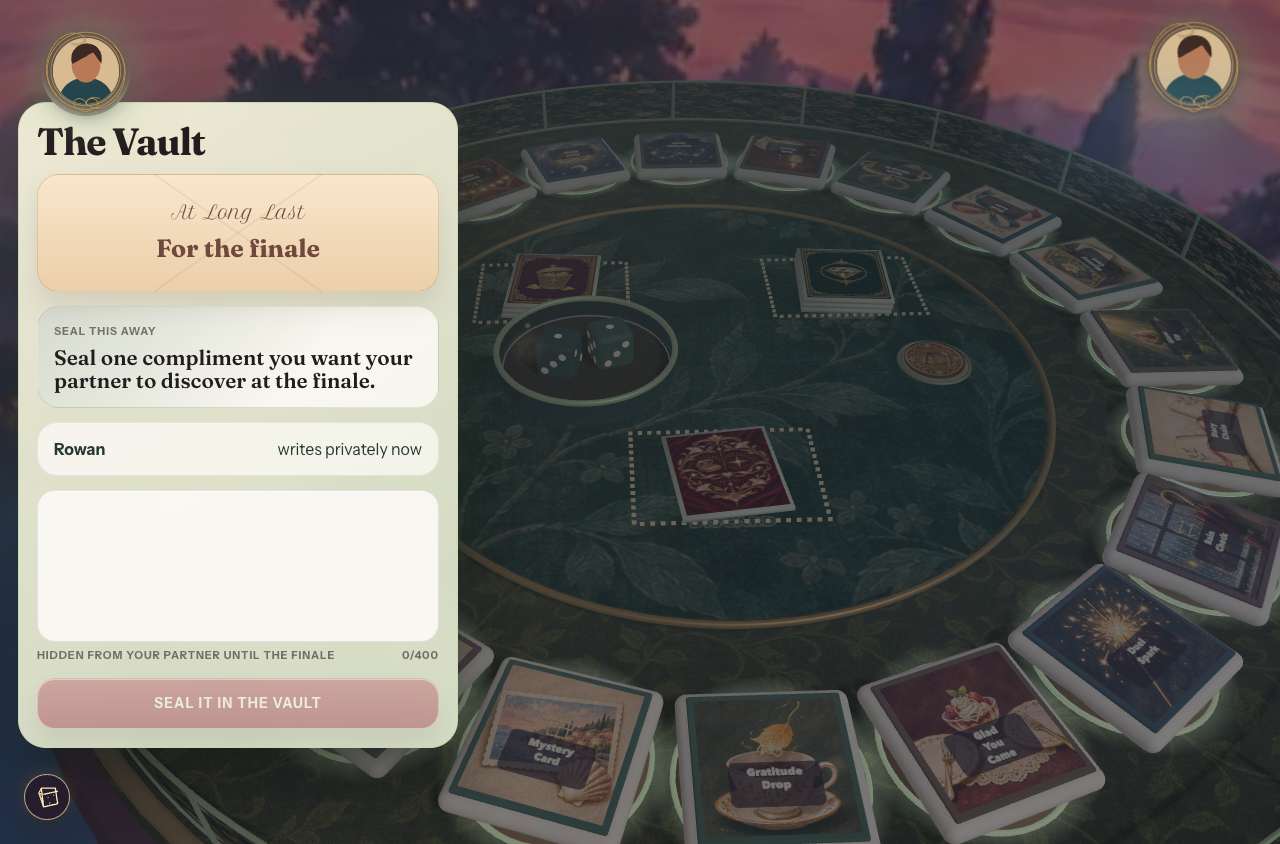 The Vault
At Long Last
For the finale
SEAL THIS AWAY
Seal one compliment you want your
partner to discover at the finale.
Rowan writes privately now
HIDDEN FROM YOUR PARTNER UNTIL THE FINALE 0/400
SEAL IT IN THE VAULT
Dual
Spark
Mystery
Card
Gratitude
Drop
Glad
You
Came